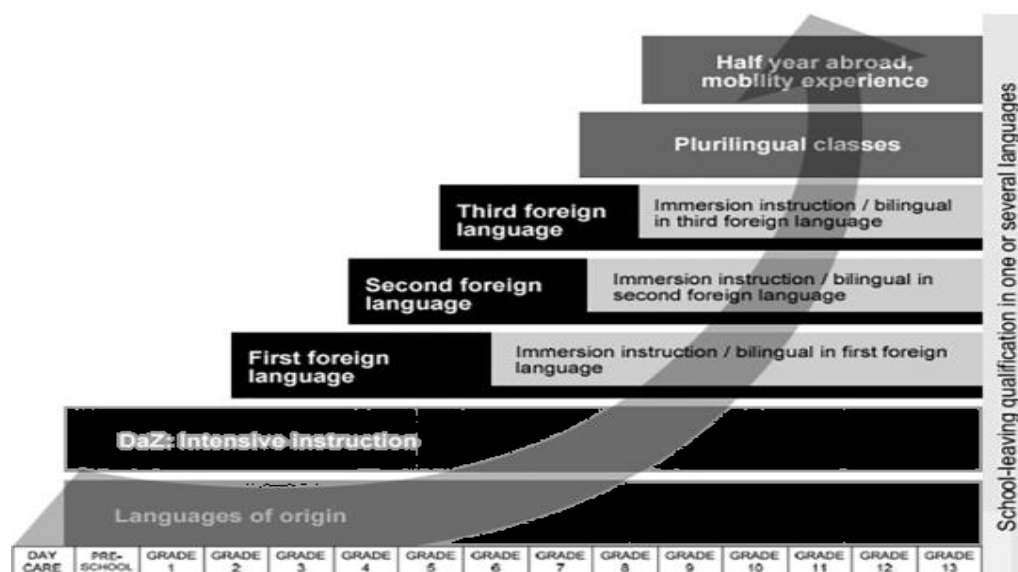 Half year abroad,
mobility experience
Plurilingual classes
Third foreign
language
Immersion instruction / bilingual
in third foreign language
Second foreign
language
Immersion instruction / bilingual in
second foreign language
First foreign
language
Immersion instruction / bilingual in first foreign
language
DaZ: Intensive instruction
Languages of origin
School-leaving qualification in one or several languages
DAY
CARE
PRE-
SCHOOL
GRADE
1
GRADE
2
GRADE
3
GRADE
4
GRADE
5
GRADE
6
GRADE
7
GRADE
8
GRADE
9
GRADE
10
GRADE
11
GRADE
12
GRADE
13